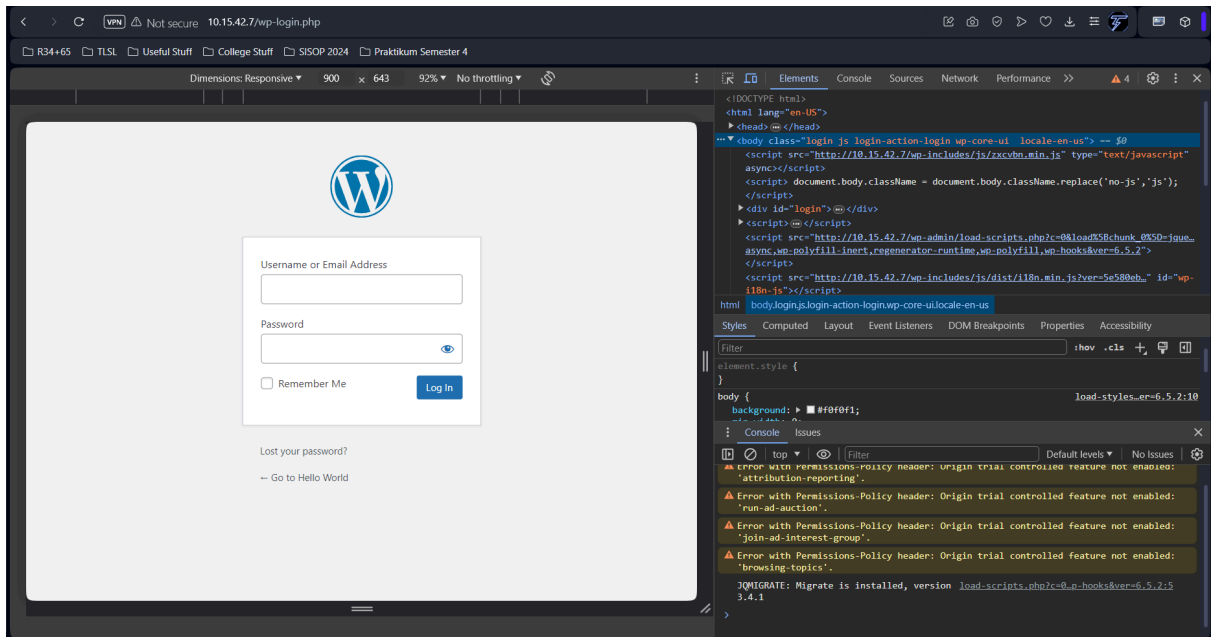 VPN Not secure 10.15.42.7/wp-login.php
R34+65 TLSL Useful Stuff College Stuff SISOP 2024 Praktikum Semester 4
Dimensions: Responsive 900 x 643 92% No throttling
Username or Email Address
Password
Remember Me Log In
Lost your password?
← Go to Hello World
Elements Console Sources Network Performance 4
<!DOCTYPE html>
<html lang="en-US">
<head> </head>
<body class="login js login-action-login wp-core-ui  locale-en-us"> == $0
<script src="http://10.15.42.7/wp-includes/js/zxcvbn.min.js" type="text/javascript"
async></script>
<script> document.body.className = document.body.className.replace('no-js','js');
</script>
<div id="login"> </div>
<script> </script>
<script src="http://10.15.42.7/wp-admin/load-scripts.php?c=0&load%5Bchunk_0%5D=jque…
async,wp-polyfill-inert,regenerator-runtime,wp-polyfill,wp-hooks&ver=6.5.2">
</script>
<script src="http://10.15.42.7/wp-includes/js/dist/i18n.min.js?ver=5e580eb…" id="wp-
i18n-js"></script>
html body.login.js.login-action-login.wp-core-ui.locale-en-us
Styles Computed Layout Event Listeners DOM Breakpoints Properties Accessibility
Filter :hov .cls
element.style {
}
body { load-styles…er=6.5.2:10
background: #f0f0f1;
Console Issues
top Filter Default levels No Issues
Error with Permissions-Policy header: Origin trial controlled feature not enabled:
'attribution-reporting'.
Error with Permissions-Policy header: Origin trial controlled feature not enabled:
'run-ad-auction'.
Error with Permissions-Policy header: Origin trial controlled feature not enabled:
'join-ad-interest-group'.
Error with Permissions-Policy header: Origin trial controlled feature not enabled:
'browsing-topics'.
JQMIGRATE: Migrate is installed, version load-scripts.php?c=0…p-hooks&ver=6.5.2:5
3.4.1